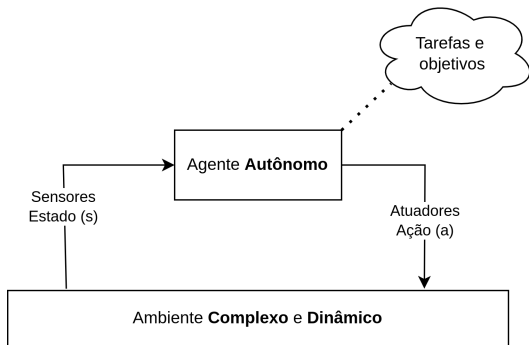 Tarefas e
objetivos
Agente Autônomo
Sensores
Estado (s)
Atuadores
Ação (a)
Ambiente Complexo e Dinâmico